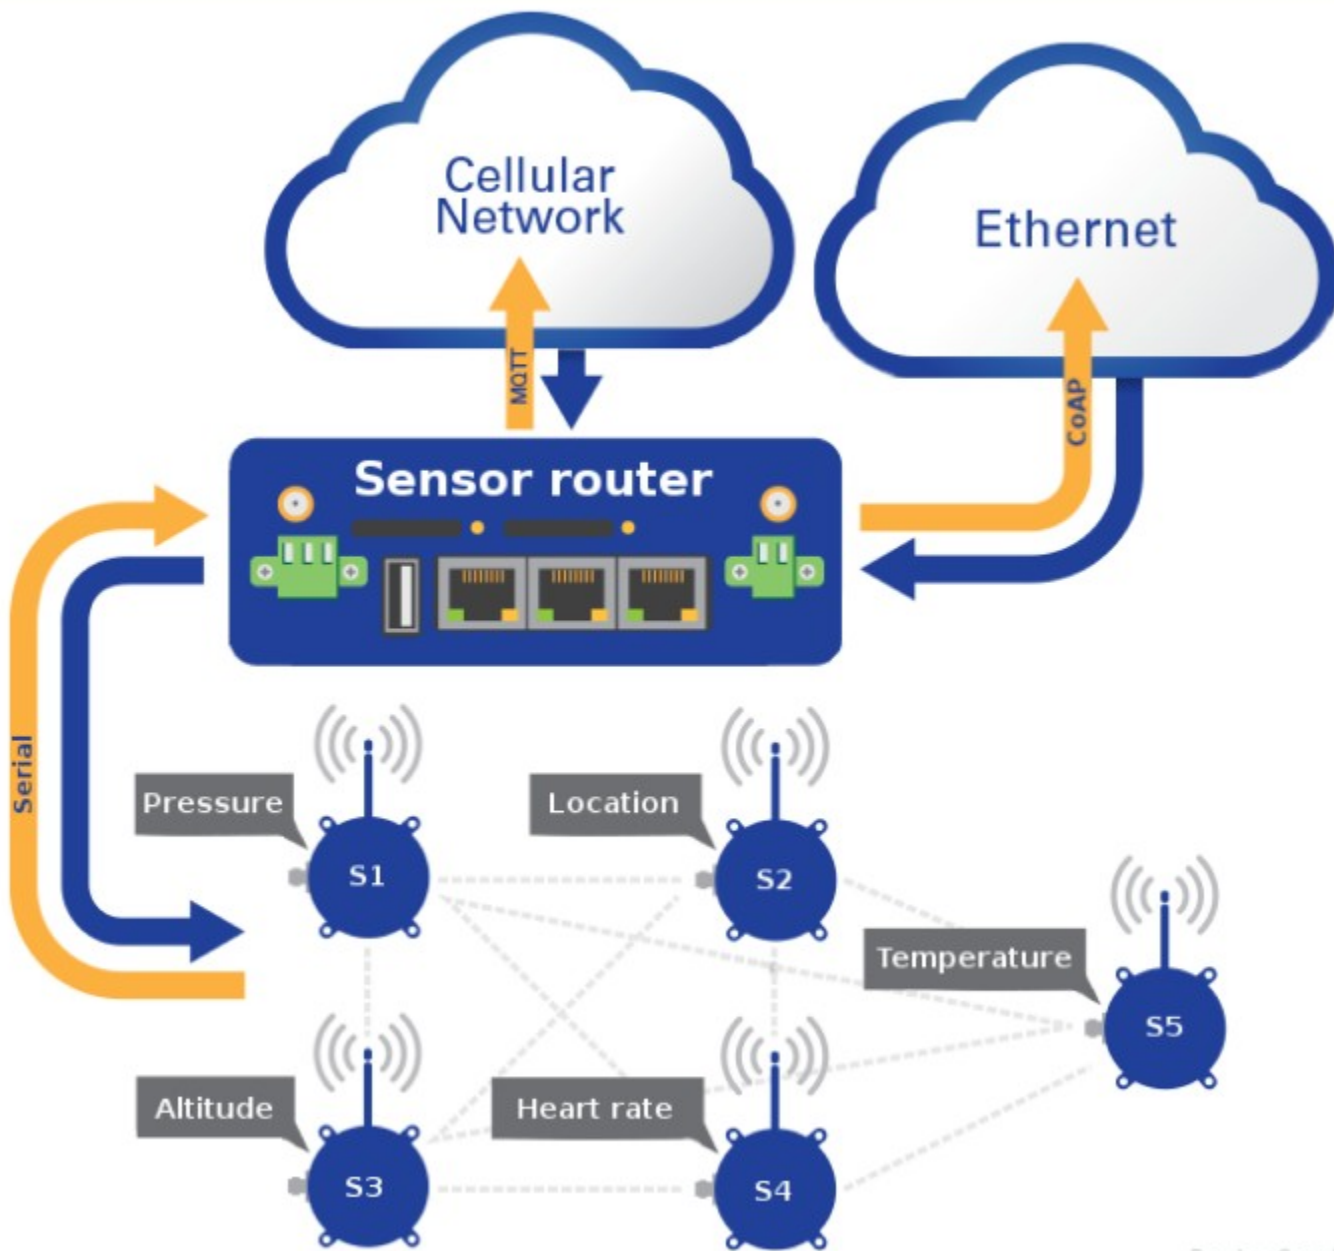 Cellular
Network
Ethernet
MQTT
CoAP
Sensor router
Serial
Pressure
Location
S1
S2
Temperature
S5
Altitude
Heart rate
S3
S4